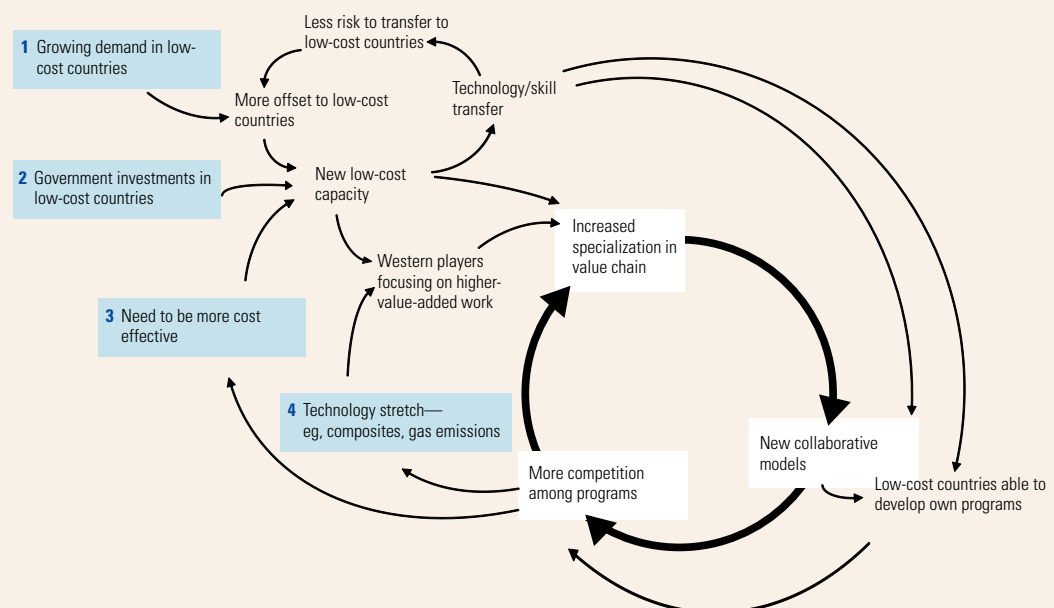 Less risk to transfer to
low-cost countries
1 Growing demand in low-
cost countries
Technology/skill
transfer
More offset to low-cost
countries
2 Government investments in
low-cost countries
New low-cost
capacity
Increased
specialization in
value chain
Western players
focusing on higher-
value-added work
3 Need to be more cost
effective
4 Technology stretch—
eg, composites, gas emissions
New collaborative
models
More competition
among programs
Low-cost countries able to
develop own programs